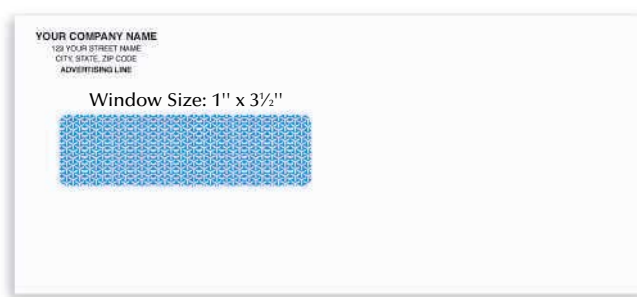 YOUR COMPANY NAME
123 YOUR STREET NAME
CITY, STATE, ZIP CODE
ADVERTISING LINE
Window Size: 1" x 3½"